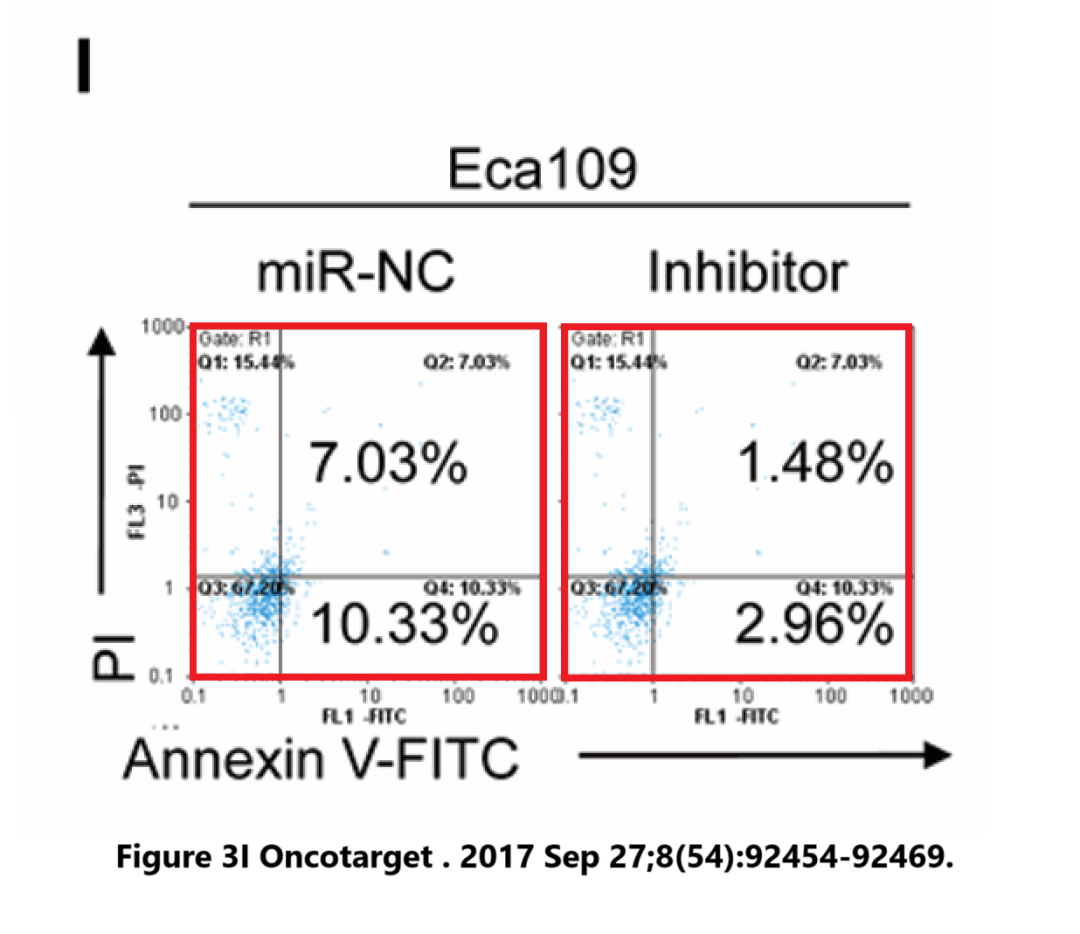 I
Eca109
miR-NC Inhibitor
1000
Gate: R1 Gate: R1
Q1: 15.44% Q2: 7.03% Q1: 15.44% Q2: 7.03%
100
7.03% 1.48%
FL3 -PI
10
1
Q3: 67.20% Q4: 10.33% Q3: 67.20% Q4: 10.33%
10.33% 2.96%
PI
0.1
0.1 1 10 100 1000 0.1 1 10 100 1000
FL1 -FITC FL1 -FITC
...
Annexin V-FITC
Figure 3I Oncotarget . 2017 Sep 27;8(54):92454-92469.